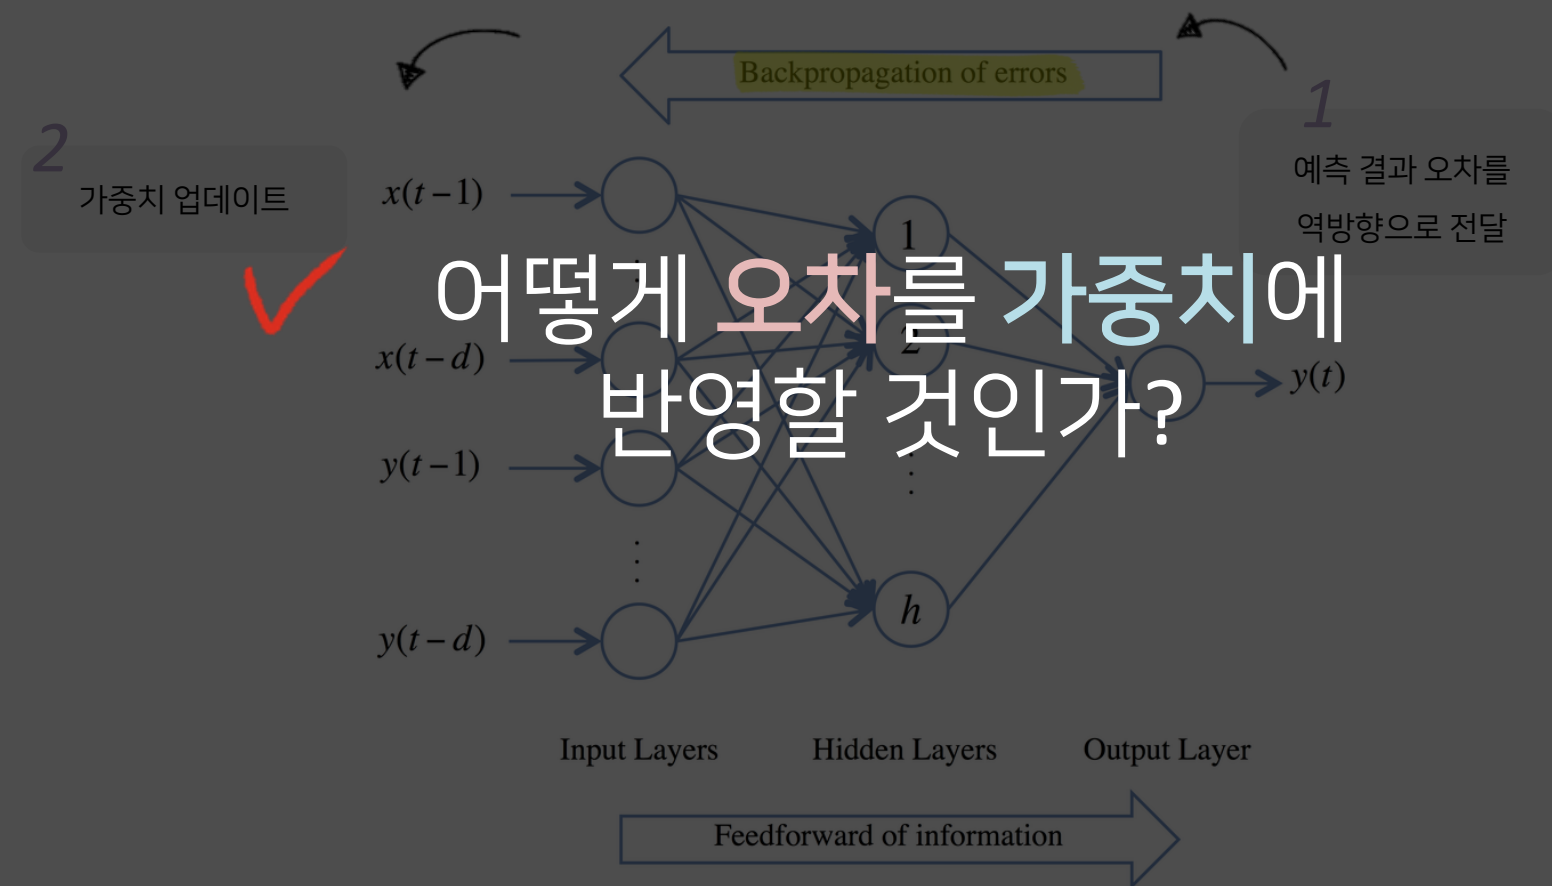 Backpropagation of errors
1
예측 결과 오차를
역방향으로 전달
2
가중치 업데이트
어떻게 오차를 가중치에
반영할 것인가?
x(t−1)
x(t−d)
y(t−1)
y(t−d)
1
2
h
y(t)
Input Layers
Hidden Layers
Output Layer
Feedforward of information